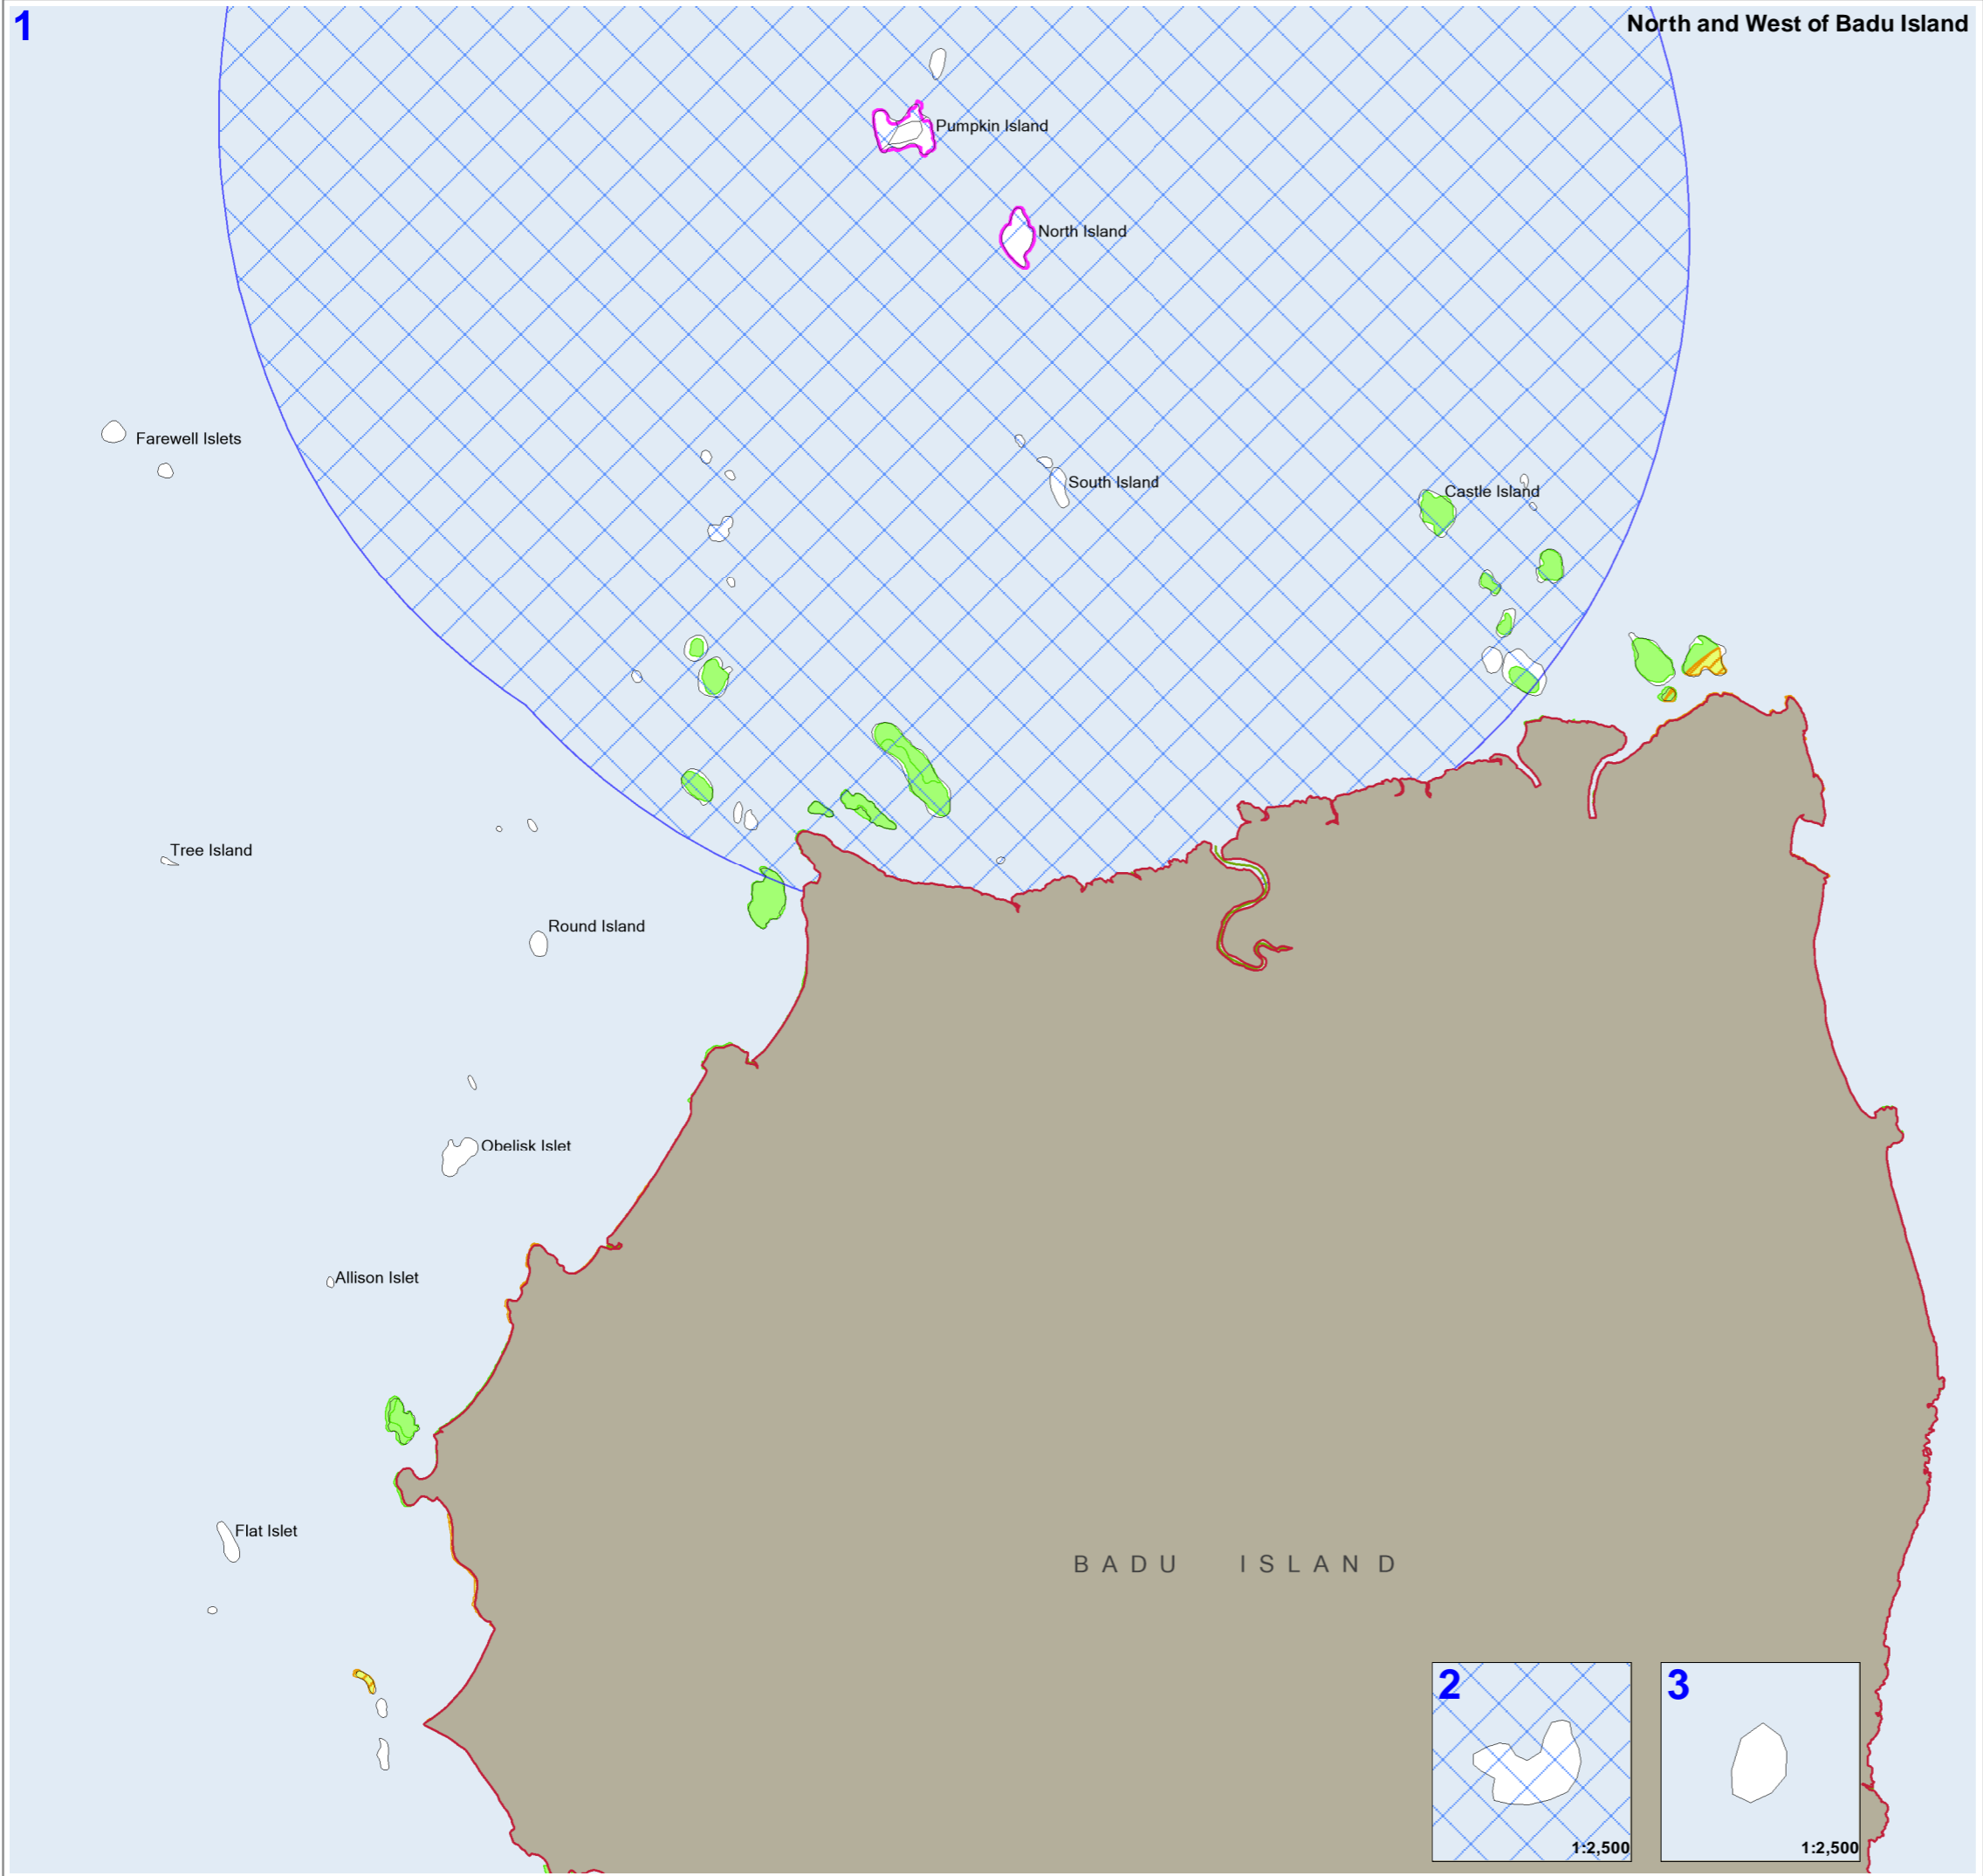 1
North and West of Badu Island
Pumpkin Island
North Island
Farewell Islets
South Island
Castle Island
Tree Island
Round Island
Obelisk Islet
Allison Islet
Flat Islet
BADU ISLAND
2
3
1:2,500
1:2,500